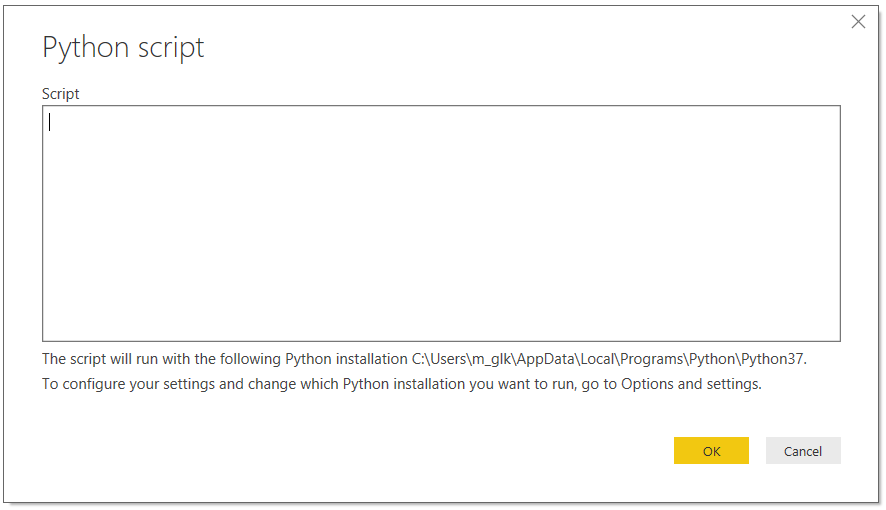 Python script
Script
The script will run with the following Python installation C:\Users\m_glk\AppData\Local\Programs\Python\Python37.
To configure your settings and change which Python installation you want to run, go to Options and settings.
OK Cancel